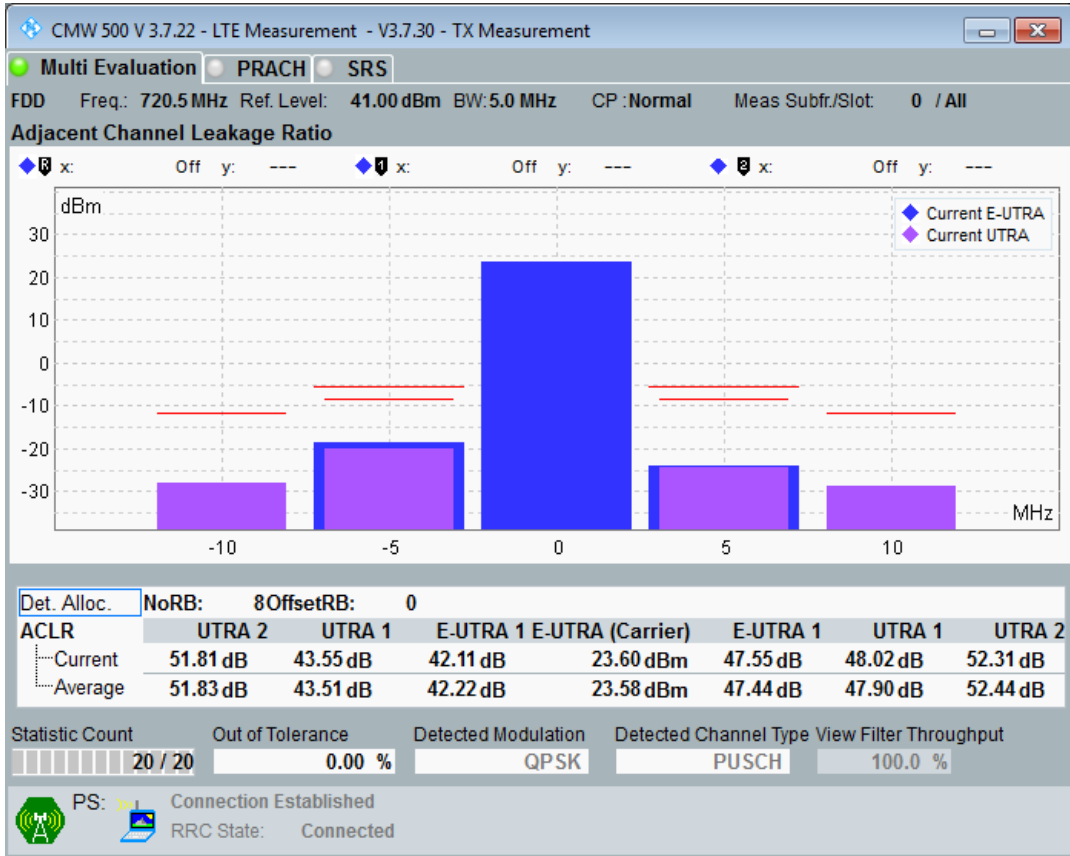 CMW 500 V 3.7.22 - LTE Measurement - V3.7.30 - TX Measurement
Multi Evaluation PRACH SRS
FDD Freq.: 720.5 MHz Ref. Level: 41.00 dBm BW: 5.0 MHz CP : Normal Meas Subfr./Slot: 0 / All
Adjacent Channel Leakage Ratio
R x: Off y: --- 1 x: Off y: --- 2 x: Off y: ---
dBm
Current E-UTRA
Current UTRA
30
20
10
0
-10
-20
-30
MHz
-10 -5 0 5 10
Det. Alloc. NoRB: 8 OffsetRB: 0
ACLR UTRA 2 UTRA 1 E-UTRA 1 E-UTRA (Carrier) E-UTRA 1 UTRA 1 UTRA 2
Current 51.81 dB 43.55 dB 42.11 dB 23.60 dBm 47.55 dB 48.02 dB 52.31 dB
Average 51.83 dB 43.51 dB 42.22 dB 23.58 dBm 47.44 dB 47.90 dB 52.44 dB
Statistic Count Out of Tolerance Detected Modulation Detected Channel Type View Filter Throughput
20 / 20 0.00 % QPSK PUSCH 100.0 %
PS: Connection Established
RRC State: Connected